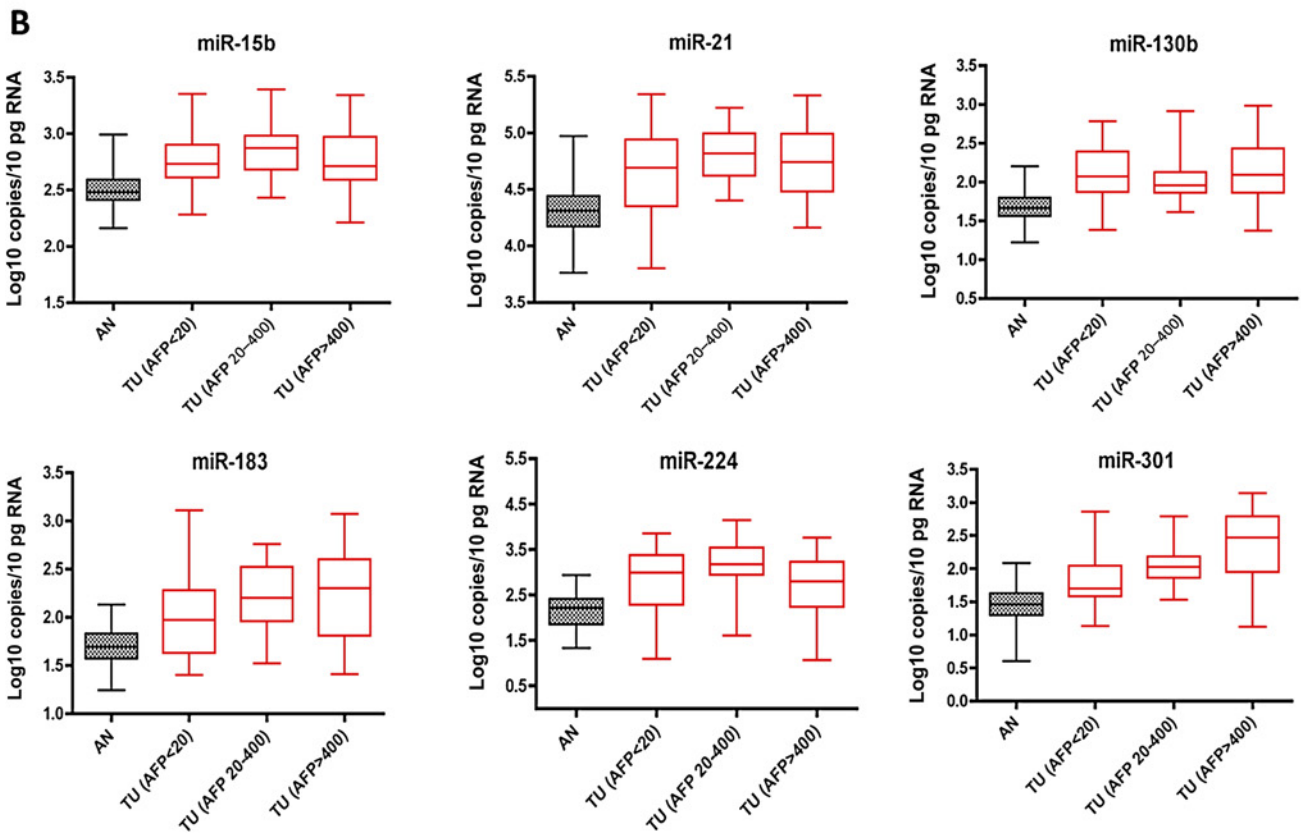 B
miR-15b
Log10 copies/10 pg RNA
3.5
3.0
2.5
2.0
1.5
AN
TU (AFP<20)
TU (AFP 20–400)
TU (AFP>400)
miR-21
Log10 copies/10 pg RNA
5.5
5.0
4.5
4.0
3.5
AN
TU (AFP<20)
TU (AFP 20–400)
TU (AFP>400)
miR-130b
Log10 copies/10 pg RNA
3.5
3.0
2.5
2.0
1.5
1.0
0.5
AN
TU (AFP<20)
TU (AFP 20–400)
TU (AFP>400)
miR-183
Log10 copies/10 pg RNA
3.5
3.0
2.5
2.0
1.5
1.0
AN
TU (AFP<20)
TU (AFP 20-400)
TU (AFP>400)
miR-224
Log10 copies/10 pg RNA
5.5
4.5
3.5
2.5
1.5
0.5
AN
TU (AFP<20)
TU (AFP 20-400)
TU (AFP>400)
miR-301
Log10 copies/10 pg RNA
3.5
3.0
2.5
2.0
1.5
1.0
0.5
0.0
AN
TU (AFP<20)
TU (AFP 20-400)
TU (AFP>400)